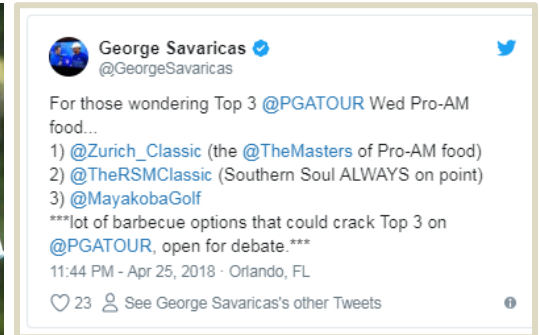 George Savaricas
@GeorgeSavaricas
For those wondering Top 3 @PGATOUR Wed Pro-AM
food...
1) @Zurich_Classic (the @TheMasters of Pro-AM food)
2) @TheRSMClassic (Southern Soul ALWAYS on point)
3) @MayakobaGolf
***lot of barbecue options that could crack Top 3 on
@PGATOUR, open for debate.***
11:44 PM - Apr 25, 2018 · Orlando, FL
23 See George Savaricas's other Tweets